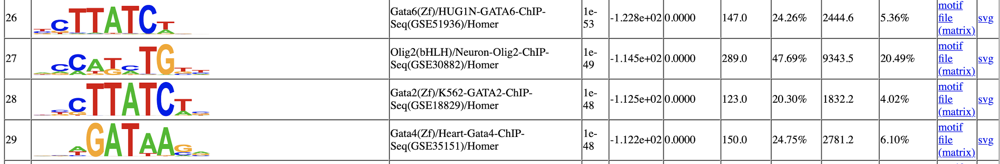 26 CTTATCT Gata6(Zf)/HUG1N-GATA6-ChIP-Seq(GSE51936)/Homer 1e-53 -1.228e+02 0.0000 147.0 24.26% 2444.6 5.36% motif file (matrix) svg
27 CCATCTGTT Olig2(bHLH)/Neuron-Olig2-ChIP-Seq(GSE30882)/Homer 1e-49 -1.145e+02 0.0000 289.0 47.69% 9343.5 20.49% motif file (matrix) svg
28 CTTATCT Gata2(Zf)/K562-GATA2-ChIP-Seq(GSE18829)/Homer 1e-48 -1.125e+02 0.0000 123.0 20.30% 1832.2 4.02% motif file (matrix) svg
29 AGATAAG Gata4(Zf)/Heart-Gata4-ChIP-Seq(GSE35151)/Homer 1e-48 -1.122e+02 0.0000 150.0 24.75% 2781.2 6.10% motif file (matrix) svg